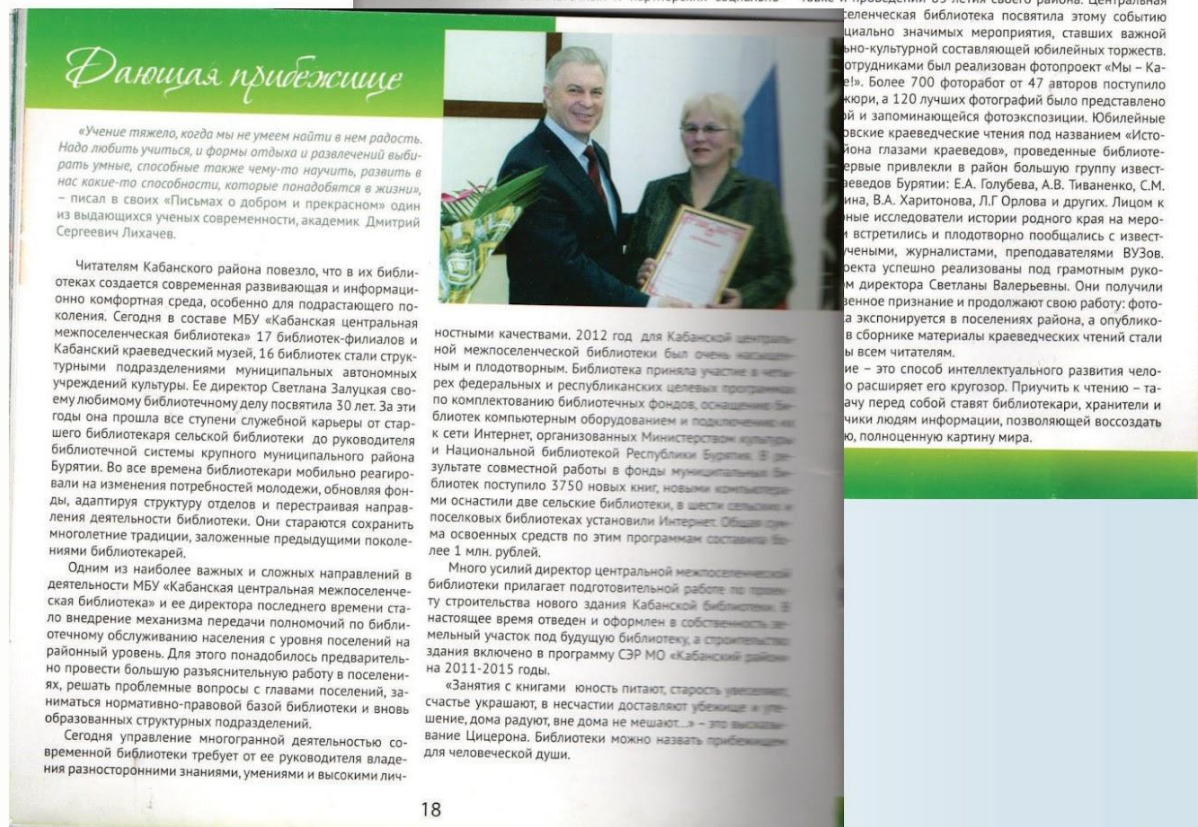 Дающая прибежище
«Учение тяжело, когда мы не умеем найти в нем радость.
Надо любить учиться, и формы отдыха и развлечений выби-
рать умные, способные также чему-то научить, развить в
нас какие-то способности, которые понадобятся в жизни»,
– писал в своих «Письмах о добром и прекрасном» один
из выдающихся ученых современности, академик Дмитрий
Сергеевич Лихачев.
Читателям Кабанского района повезло, что в их библи-
отеках создается современная развивающая и информаци-
онно комфортная среда, особенно для подрастающего по-
коления. Сегодня в составе МБУ «Кабанская центральная
межпоселенческая библиотека» 17 библиотек-филиалов и
Кабанский краеведческий музей, 16 библиотек стали струк-
турными подразделениями муниципальных автономных
учреждений культуры. Ее директор Светлана Залуцкая сво-
ему любимому библиотечному делу посвятила 30 лет. За эти
годы она прошла все ступени служебной карьеры от стар-
шего библиотекаря сельской библиотеки до руководителя
библиотечной системы крупного муниципального района
Бурятии. Во все времена библиотекари мобильно реагиро-
вали на изменения потребностей молодежи, обновляя фон-
ды, адаптируя структуру отделов и перестраивая направ-
ления деятельности библиотеки. Они стараются сохранить
многолетние традиции, заложенные предыдущими поколе-
ниями библиотекарей.
Одним из наиболее важных и сложных направлений в
деятельности МБУ «Кабанская центральная межпоселенче-
ская библиотека» и ее директора последнего времени ста-
ло внедрение механизма передачи полномочий по библи-
отечному обслуживанию населения с уровня поселений на
районный уровень. Для этого понадобилось предваритель-
но провести большую разъяснительную работу в поселени-
ях, решать проблемные вопросы с главами поселений, за-
ниматься нормативно-правовой базой библиотеки и вновь
образованных структурных подразделений.
Сегодня управление многогранной деятельностью со-
временной библиотеки требует от ее руководителя владе-
ния разносторонними знаниями, умениями и высокими лич-
ностными качествами. 2012 год для Кабанской централь-
ной межпоселенческой библиотеки был очень насыщен-
ным и плодотворным. Библиотека приняла участие в четы-
рех федеральных и республиканских целевых программах
по комплектованию библиотечных фондов, оснащению би-
блиотек компьютерным оборудованием и подключению их
к сети Интернет, организованных Министерством культуры
и Национальной библиотекой Республики Бурятия. В ре-
зультате совместной работы в фонды муниципальных би-
блиотек поступило 3750 новых книг, новыми компьютера-
ми оснастили две сельские библиотеки, в шести сельских и
поселковых библиотеках установили Интернет. Общая сум-
ма освоенных средств по этим программам составила бо-
лее 1 млн. рублей.
Много усилий директор центральной межпоселенческой
библиотеки прилагает подготовительной работе по проек-
ту строительства нового здания Кабанской библиотеки. В
настоящее время отведен и оформлен в собственность зе-
мельный участок под будущую библиотеку, а строительство
здания включено в программу СЭР МО «Кабанский район»
на 2011-2015 годы.
«Занятия с книгами юность питают, старость увеселяют,
счастье украшают, в несчастии доставляют убежище и уте-
шение, дома радуют, вне дома не мешают...» – это высказы-
вание Цицерона. Библиотеки можно назвать прибежищем
для человеческой души.
18
селенческая библиотека посвятила этому событию
циально значимых мероприятия, ставших важной
ьно-культурной составляющей юбилейных торжеств.
отрудниками был реализован фотопроект «Мы – Ка-
е!». Более 700 фоторабот от 47 авторов поступило
жюри, а 120 лучших фотографий было представлено
й и запоминающейся фотоэкспозиции. Юбилейные
овские краеведческие чтения под названием «Исто-
йона глазами краеведов», проведенные библиоте-
ервые привлекли в район большую группу извест-
аеведов Бурятии: Е.А. Голубева, А.В. Тиваненко, С.М.
ина, В.А. Харитонова, Л.Г Орлова и других. Лицом к
рные исследователи истории родного края на меро-
и встретились и плодотворно пообщались с извест-
учеными, журналистами, преподавателями ВУЗов.
оекта успешно реализованы под грамотным руко-
м директора Светланы Валерьевны. Они получили
венное признание и продолжают свою работу: фото-
а экспонируется в поселениях района, а опублико-
в сборнике материалы краеведческих чтений стали
ы всем читателям.
ие – это способ интеллектуального развития чело-
о расширяет его кругозор. Приучить к чтению – та-
ачу перед собой ставят библиотекари, хранители и
чики людям информации, позволяющей воссоздать
ю, полноценную картину мира.